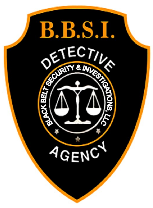 B.B.S.I.
DETECTIVE
BLACK BELT SECURITY & INVESTIGATIONS, LLC
AGENCY